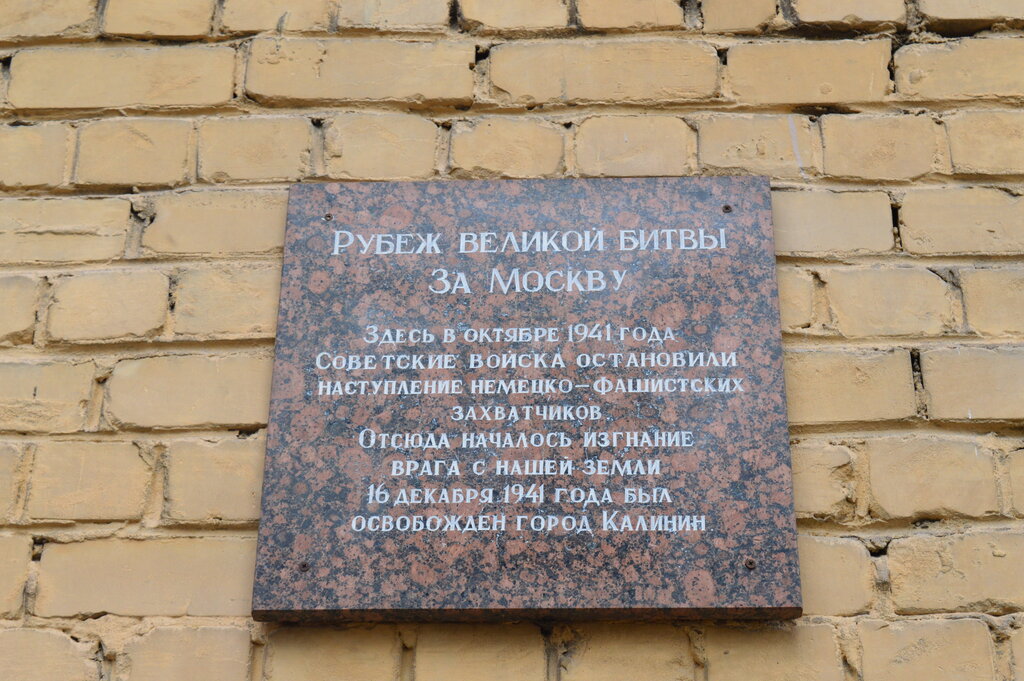 Рубеж великой битвы
За Москву
Здесь в октябре 1941 года
Советские войска остановили
наступление немецко-фашистских
захватчиков.
Отсюда началось изгнание
врага с нашей земли
16 декабря 1941 года был
освобожден город Калинин